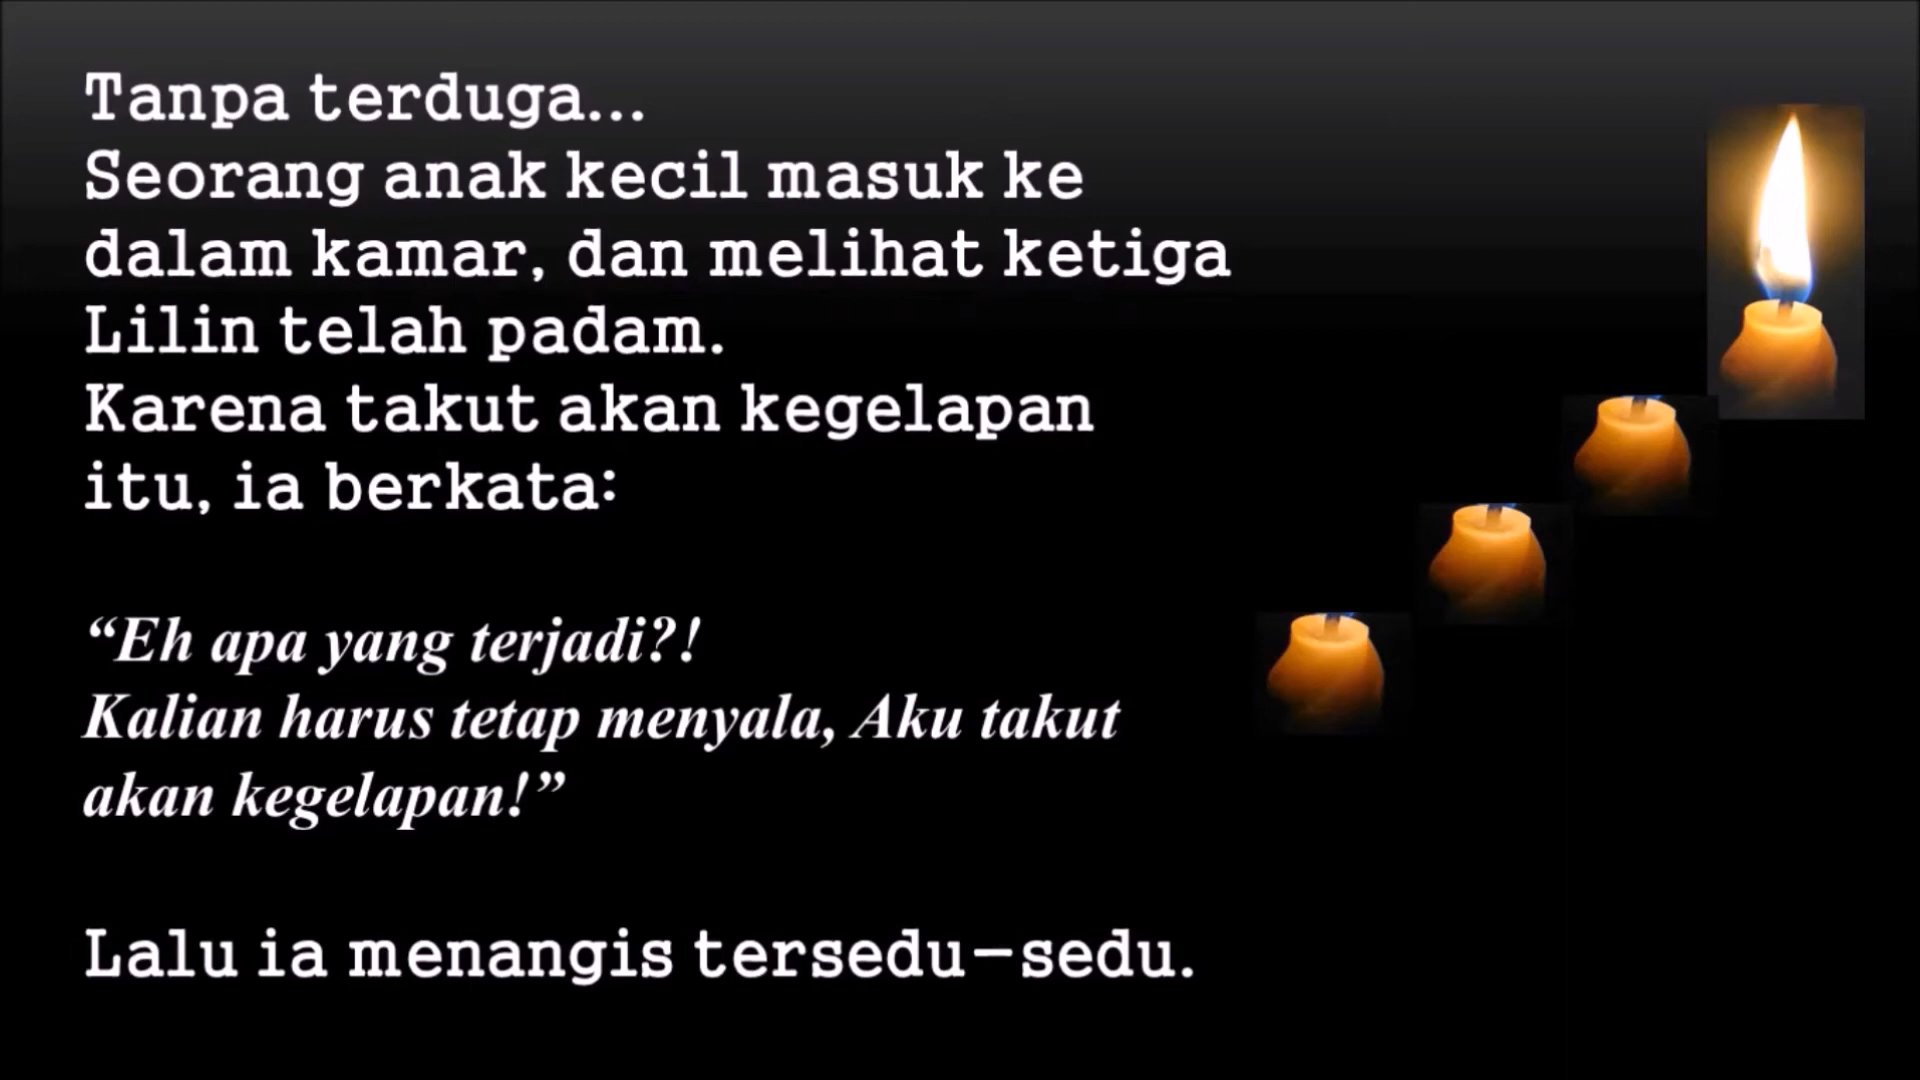 Tanpa terduga...
Seorang anak kecil masuk ke
dalam kamar, dan melihat ketiga
Lilin telah padam.
Karena takut akan kegelapan
itu, ia berkata:
“Eh apa yang terjadi?!
Kalian harus tetap menyala, Aku takut
akan kegelapan!”
Lalu ia menangis tersedu-sedu.